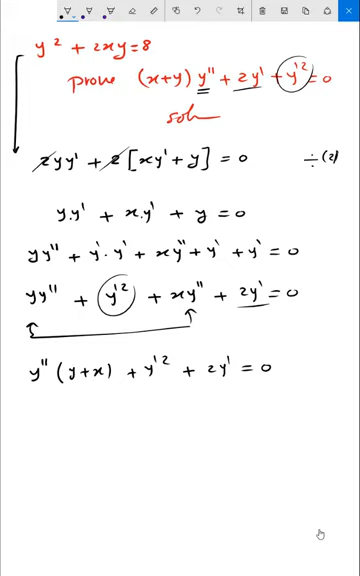 y² + 2xy = 8
prove (x+y) y'' + 2y' + y'² = 0
soln
2yy' + 2[xy' + y] = 0 ÷(2)
y.y' + x.y' + y = 0
yy'' + y'.y' + xy'' + y' + y' = 0
yy'' + y'² + xy'' + 2y' = 0
y'' (y+x) + y'² + 2y' = 0